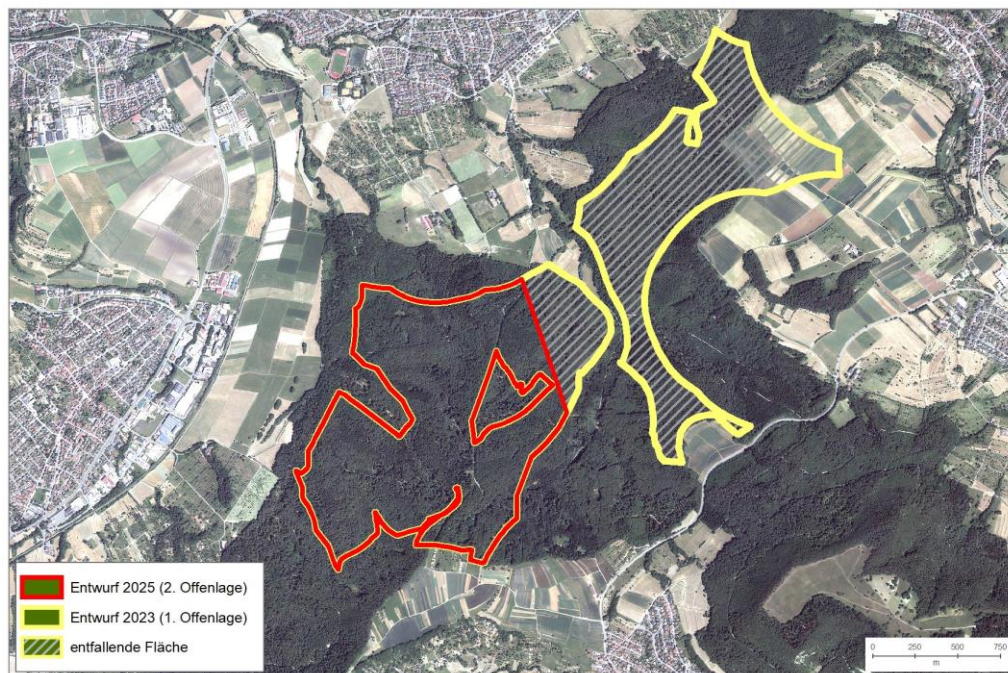 Entwurf 2025 (2. Offenlage)
Entwurf 2023 (1. Offenlage)
entfallende Fläche
0 250 500 750
m